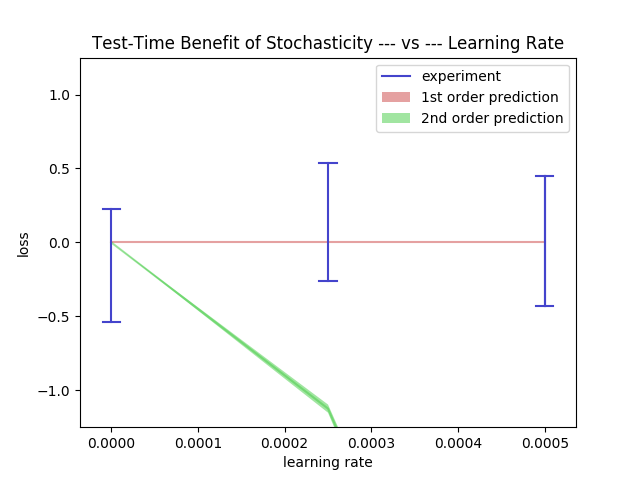 Test-Time Benefit of Stochasticity --- vs --- Learning Rate
experiment
1st order prediction
2nd order prediction
1.0
0.5
0.0
−0.5
−1.0
loss
0.0000 0.0001 0.0002 0.0003 0.0004 0.0005
learning rate